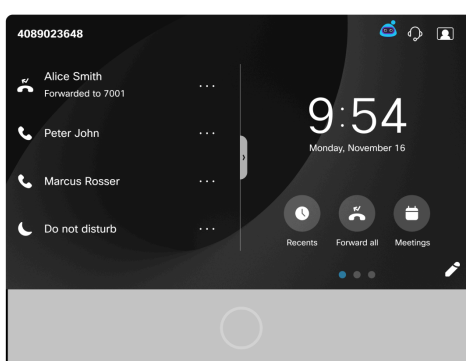 4089023648
Alice Smith
Forwarded to 7001
Peter John
Marcus Rosser
Do not disturb
9:54
Monday, November 16
Recents
Forward all
Meetings